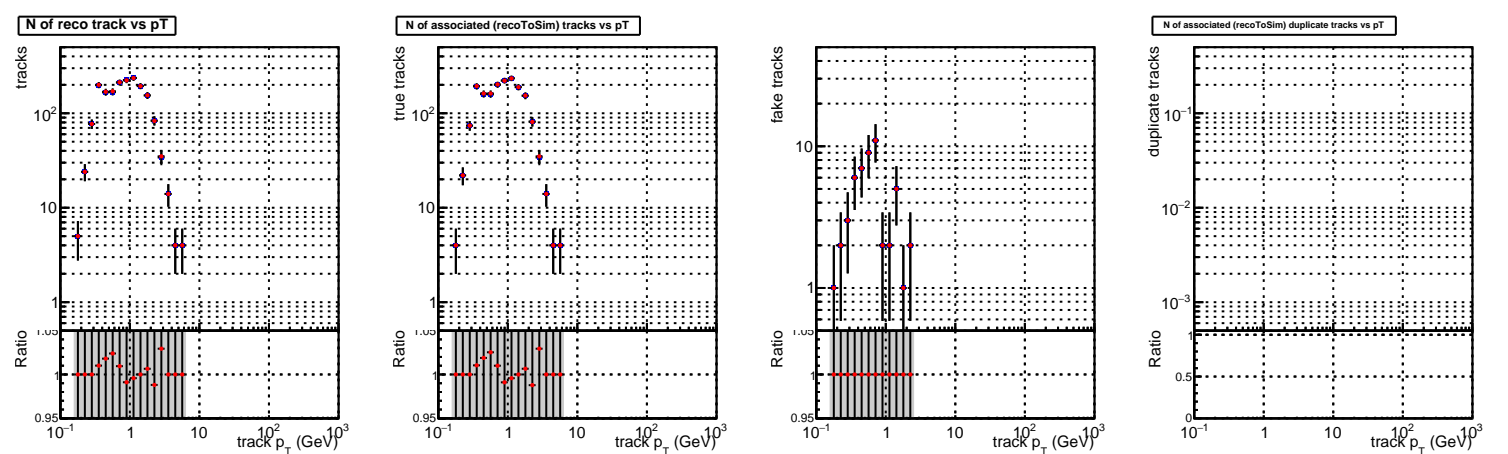 N of reco track vs pT
tracks
10²
10
1
Ratio
1.05
1
0.95
10⁻¹ 1 10 10² 10³
track p_T (GeV)
N of associated (recoToSim) tracks vs pT
true tracks
10²
10
1
Ratio
1.05
1
0.95
10⁻¹ 1 10 10² 10³
track p_T (GeV)
fake tracks
10
1
Ratio
1.05
1
0.95
10⁻¹ 1 10 10² 10³
track p_T (GeV)
N of associated (recoToSim) duplicate tracks vs pT
duplicate tracks
10⁻¹
10⁻²
10⁻³
Ratio
1
0.5
0
10⁻¹ 1 10 10² 10³
track p_T (GeV)